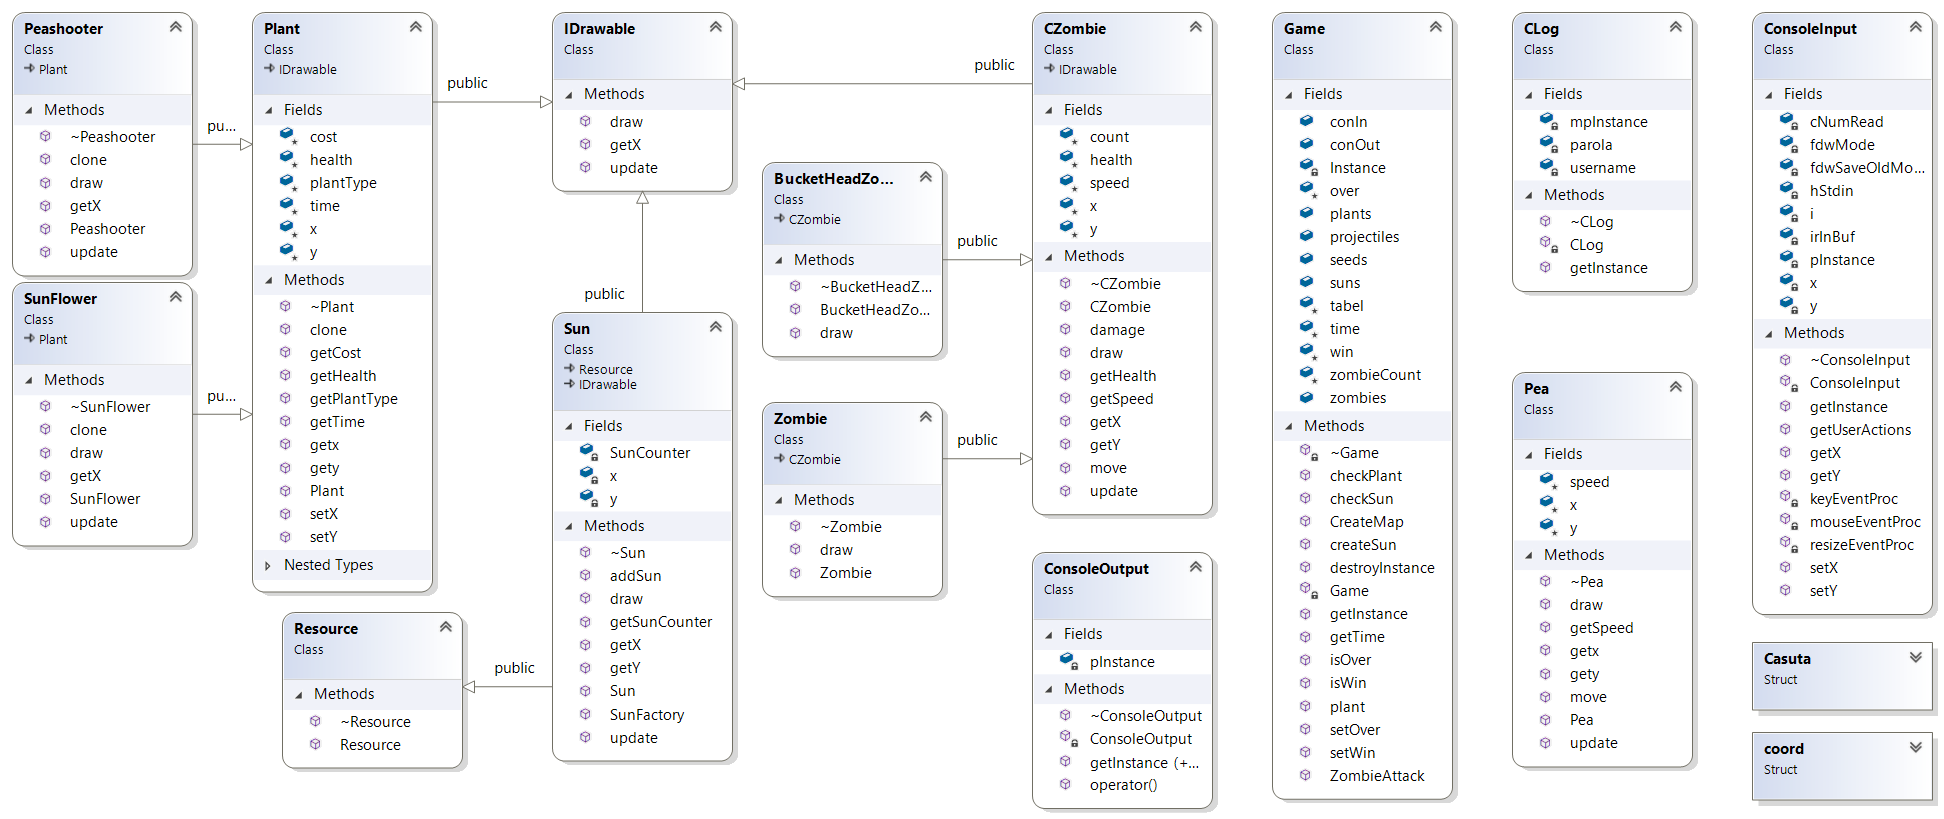 Peashooter
Class
Plant
Methods
~Peashooter
clone
draw
getX
Peashooter
update
SunFlower
Class
Plant
Methods
~SunFlower
clone
draw
getX
SunFlower
update
pu...
pu...
Plant
Class
IDrawable
Fields
cost
health
plantType
time
x
y
Methods
~Plant
clone
getCost
getHealth
getPlantType
getTime
getx
gety
Plant
setX
setY
Nested Types
Resource
Class
Methods
~Resource
Resource
public
public
public
IDrawable
Class
Methods
draw
getX
update
Sun
Class
Resource
IDrawable
Fields
SunCounter
x
y
Methods
~Sun
addSun
draw
getSunCounter
getX
getY
Sun
SunFactory
update
BucketHeadZo...
Class
CZombie
Methods
~BucketHeadZ...
BucketHeadZo...
draw
Zombie
Class
CZombie
Methods
~Zombie
draw
Zombie
public
public
public
CZombie
Class
IDrawable
Fields
count
health
speed
x
y
Methods
~CZombie
CZombie
damage
draw
getHealth
getSpeed
getX
getY
move
update
ConsoleOutput
Class
Fields
pInstance
Methods
~ConsoleOutput
ConsoleOutput
getInstance (+...
operator()
Game
Class
Fields
conIn
conOut
Instance
over
plants
projectiles
seeds
suns
tabel
time
win
zombieCount
zombies
Methods
~Game
checkPlant
checkSun
CreateMap
createSun
destroyInstance
Game
getInstance
getTime
isOver
isWin
plant
setOver
setWin
ZombieAttack
CLog
Class
Fields
mpInstance
parola
username
Methods
~CLog
CLog
getInstance
Pea
Class
Fields
speed
x
y
Methods
~Pea
draw
getSpeed
getx
gety
move
Pea
update
ConsoleInput
Class
Fields
cNumRead
fdwMode
fdwSaveOldMo...
hStdin
i
irInBuf
pInstance
x
y
Methods
~ConsoleInput
ConsoleInput
getInstance
getUserActions
getX
getY
keyEventProc
mouseEventProc
resizeEventProc
setX
setY
Casuta
Struct
coord
Struct